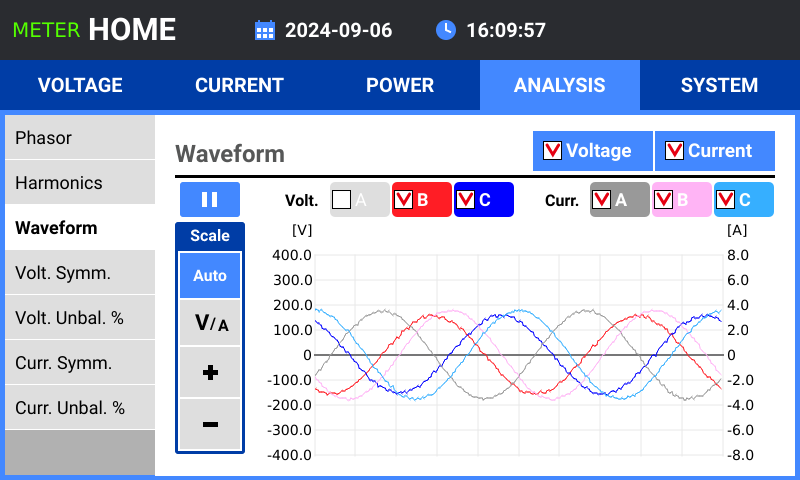 METER HOME 2024-09-06 16:09:57
VOLTAGE CURRENT POWER ANALYSIS SYSTEM
Phasor
Harmonics
Waveform
Volt. Symm.
Volt. Unbal. %
Curr. Symm.
Curr. Unbal. %
Waveform
Voltage Current
Volt. A B C Curr. A B C
Scale
Auto
V/A
+
−
[V] [A]
400.0 8.0
300.0 6.0
200.0 4.0
100.0 2.0
0 0
-100.0 -2.0
-200.0 -4.0
-300.0 -6.0
-400.0 -8.0